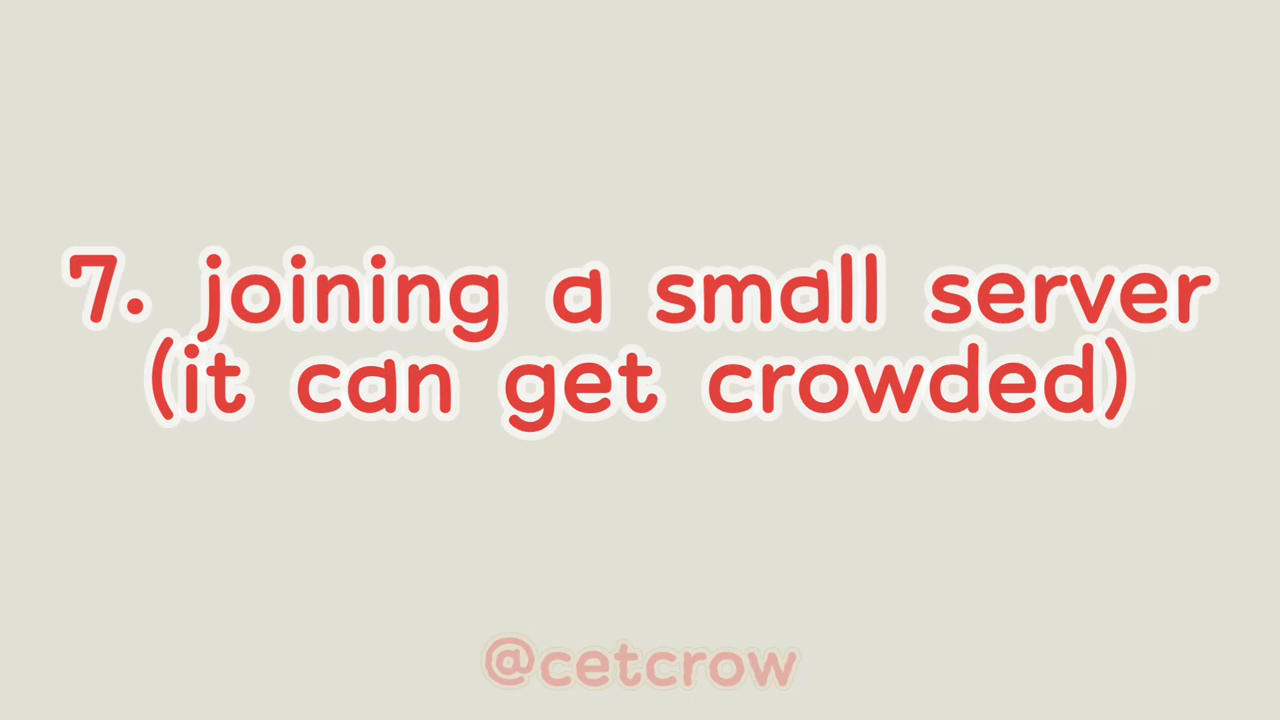 7. joining a small server
(it can get crowded)
@cetcrow